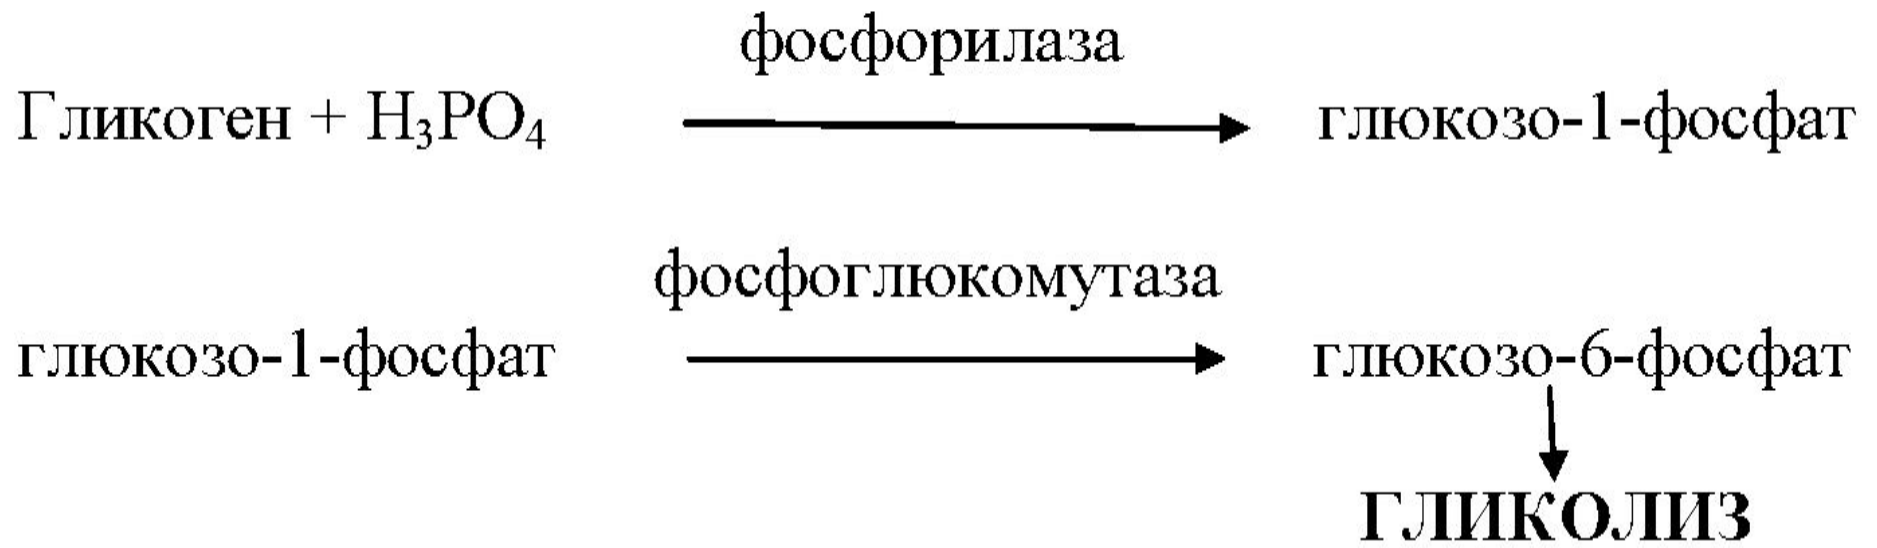 фосфорилаза
Гликоген + H₃PO₄ глюкозо-1-фосфат
фосфоглюкомутаза
глюкозо-1-фосфат глюкозо-6-фосфат
ГЛИКОЛИЗ